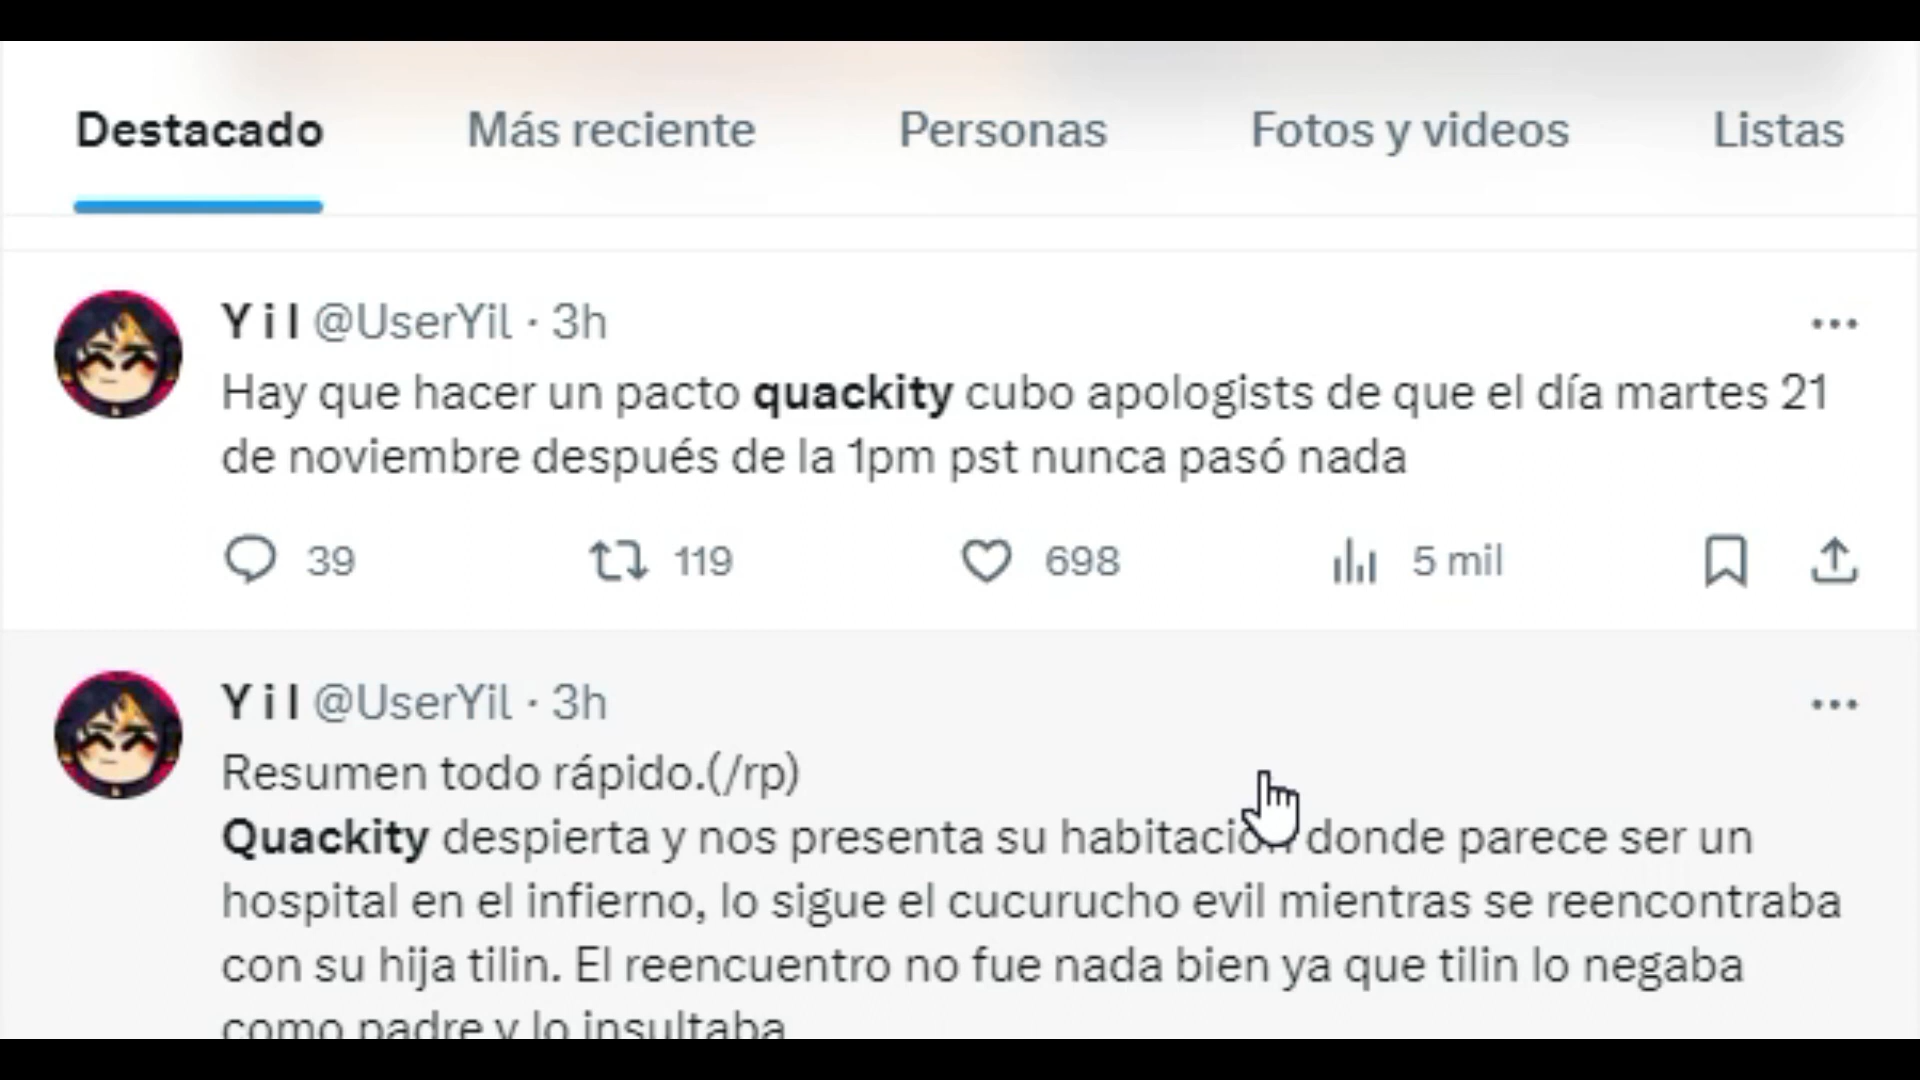 Destacado Más reciente Personas Fotos y videos Listas
Y i l @UserYil · 3h
Hay que hacer un pacto quackity cubo apologists de que el día martes 21
de noviembre después de la 1pm pst nunca pasó nada
39 119 698 5 mil
Y i l @UserYil · 3h
Resumen todo rápido.(/rp)
Quackity despierta y nos presenta su habitación donde parece ser un
hospital en el infierno, lo sigue el cucurucho evil mientras se reencontraba
con su hija tilin. El reencuentro no fue nada bien ya que tilin lo negaba
como padre y lo insultaba